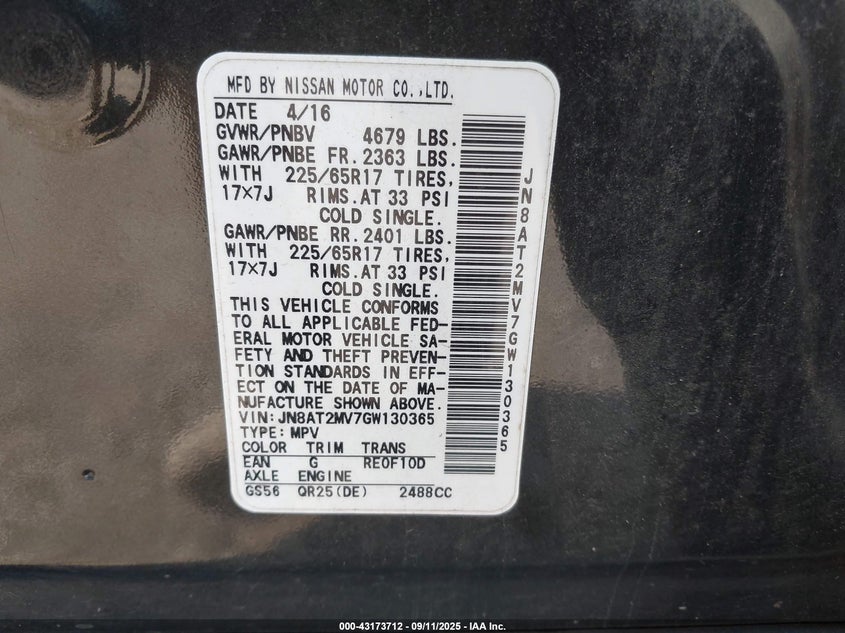 MFD BY NISSAN MOTOR CO.,LTD.
DATE 4/16
GVWR/PNBV 4679 LBS.
GAWR/PNBE FR. 2363 LBS.
WITH 225/65R17 TIRES,
17×7J RIMS.AT 33 PSI
COLD SINGLE.
GAWR/PNBE RR. 2401 LBS.
WITH 225/65R17 TIRES,
17×7J RIMS.AT 33 PSI
COLD SINGLE.
THIS VEHICLE CONFORMS
TO ALL APPLICABLE FED-
ERAL MOTOR VEHICLE SA-
FETY AND THEFT PREVEN-
TION STANDARDS IN EFF-
ECT ON THE DATE OF MA-
NUFACTURE SHOWN ABOVE.
VIN:JN8AT2MV7GW130365
TYPE:MPV
COLOR TRIM TRANS
EAN G RE0F10D
AXLE ENGINE
GS56 QR25(DE) 2488CC
JN8AT2MV7GW130365
000-43173712 - 09/11/2025 - IAA Inc.